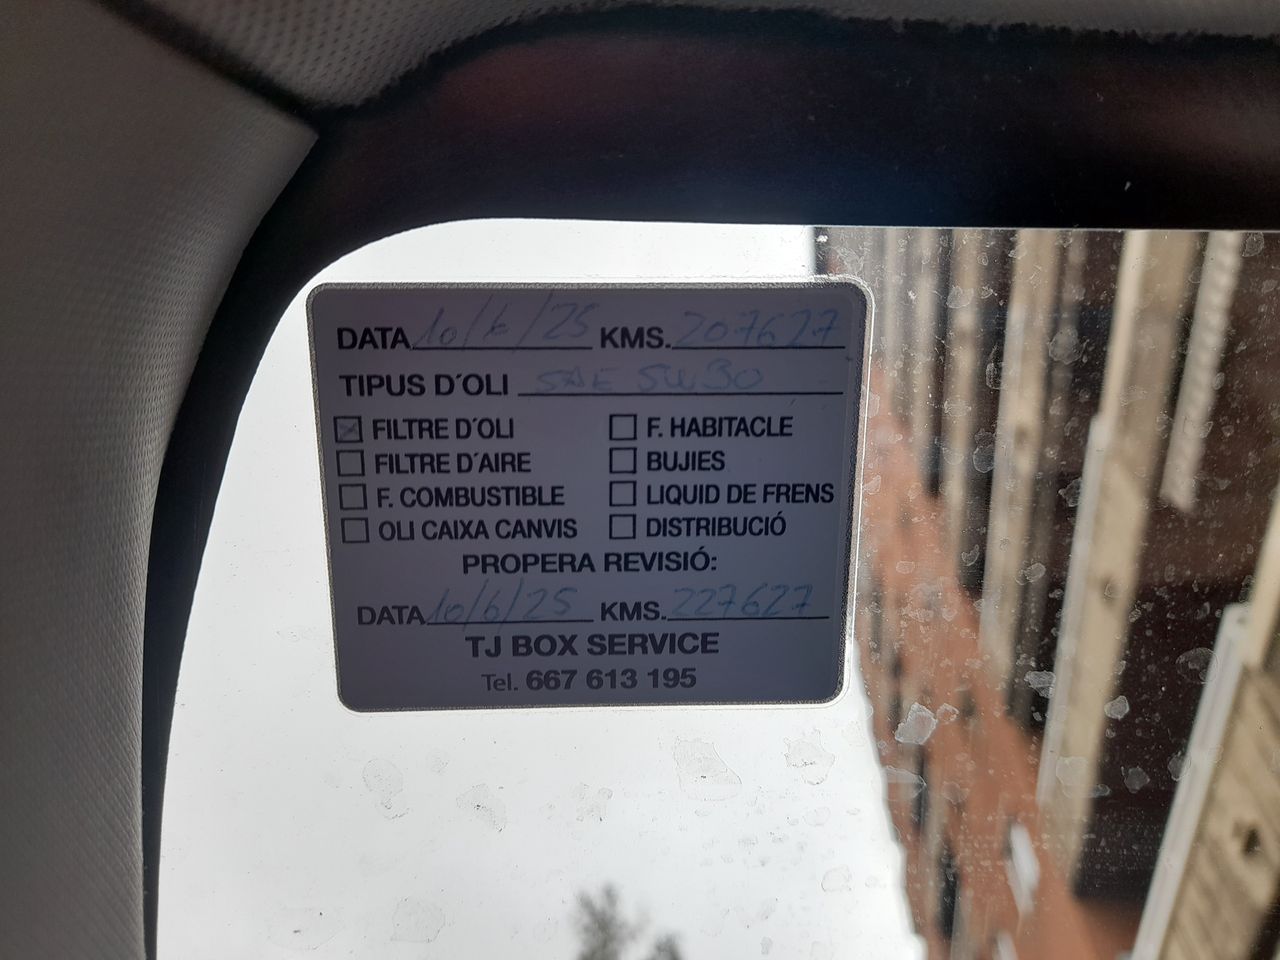 DATA 10/6/25 KMS. 207627
TIPUS D´OLI SAE 5W30
FILTRE D´OLI F. HABITACLE
FILTRE D´AIRE BUJIES
F. COMBUSTIBLE LIQUID DE FRENS
OLI CAIXA CANVIS DISTRIBUCIÓ
PROPERA REVISIÓ:
DATA 10/6/25 KMS. 227627
TJ BOX SERVICE
Tel. 667 613 195